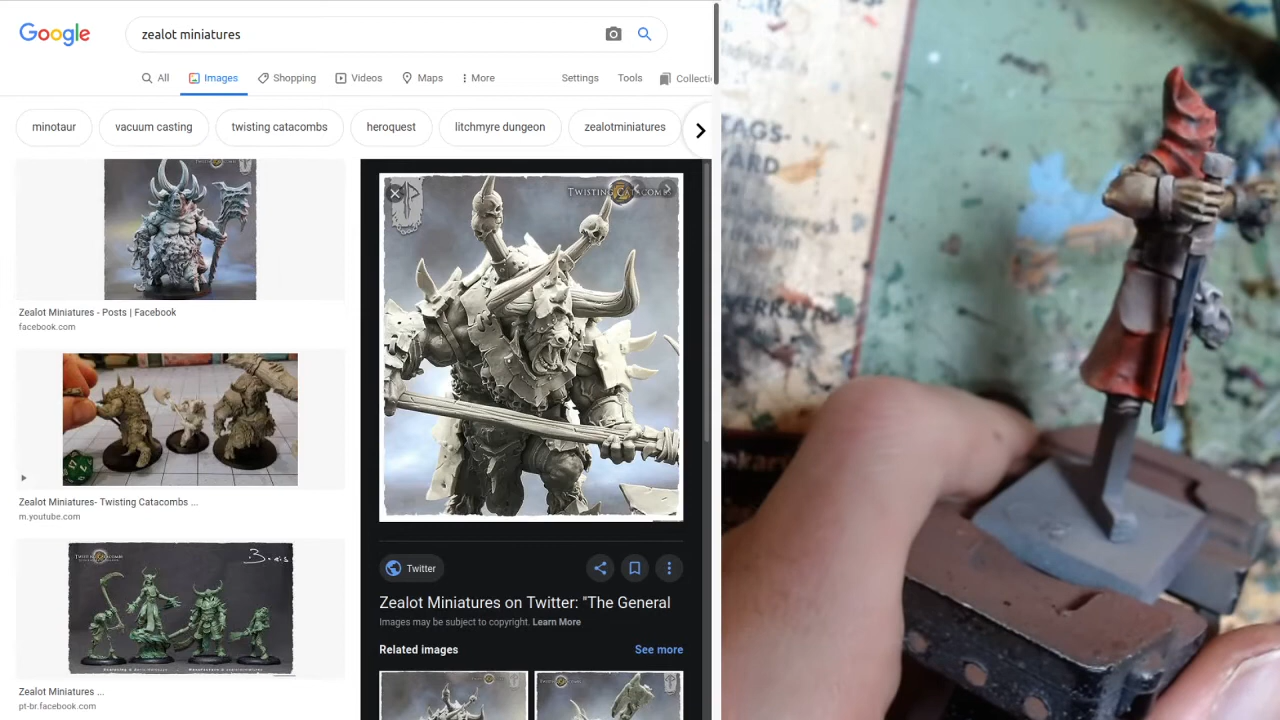 Google
zealot miniatures
All
Images
Shopping
Videos
Maps
More
Settings
Tools
minotaur
vacuum casting
twisting catacombs
heroquest
litchmyre dungeon
zealotminiatures
Zealot Miniatures - Posts | Facebook
facebook.com
Zealot Miniatures- Twisting Catacombs ...
m.youtube.com
Zealot Miniatures ...
pt-br.facebook.com
TWISTING CATACOMBS
Twitter
Zealot Miniatures on Twitter: "The General
Images may be subject to copyright. Learn More
Related images
See more
TAGS-